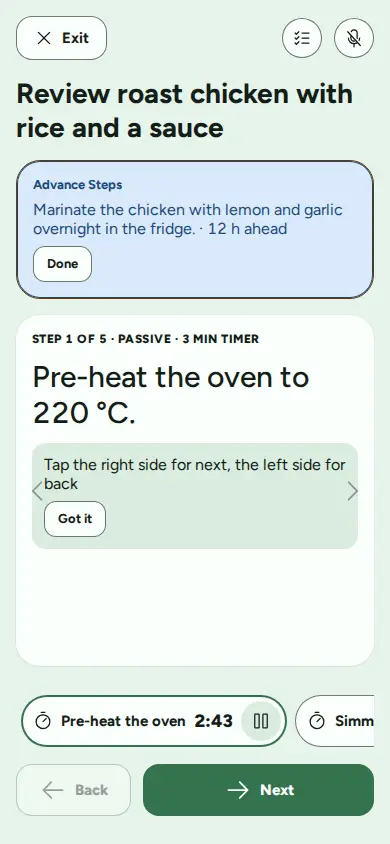 Exit
Review roast chicken with
rice and a sauce
Advance Steps
Marinate the chicken with lemon and garlic
overnight in the fridge. · 12 h ahead
Done
STEP 1 OF 5 · PASSIVE · 3 MIN TIMER
Pre-heat the oven to
220 °C.
Tap the right side for next, the left side for
back
Got it
Pre-heat the oven 2:43
Simm
Back
Next